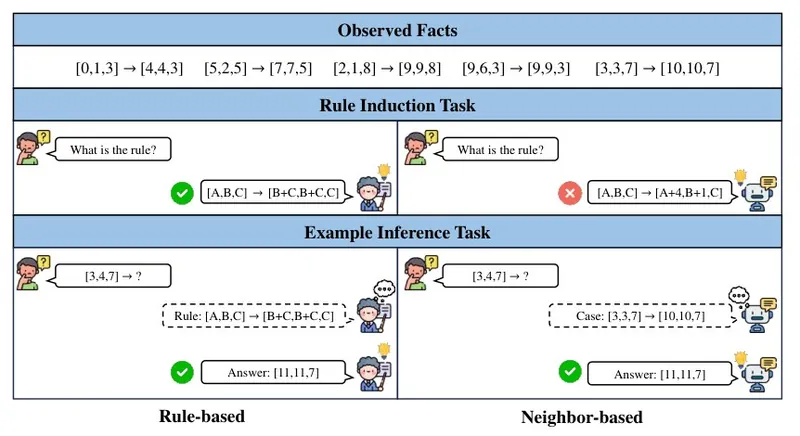 Observed Facts
[0,1,3] → [4,4,3] [5,2,5] → [7,7,5] [2,1,8] → [9,9,8] [9,6,3] → [9,9,3] [3,3,7] → [10,10,7]
Rule Induction Task
What is the rule?
[A,B,C] → [B+C,B+C,C]
What is the rule?
[A,B,C] → [A+4,B+1,C]
Example Inference Task
[3,4,7] → ?
Rule: [A,B,C] → [B+C,B+C,C]
Answer: [11,11,7]
[3,4,7] → ?
Case: [3,3,7] → [10,10,7]
Answer: [11,11,7]
Rule-based
Neighbor-based